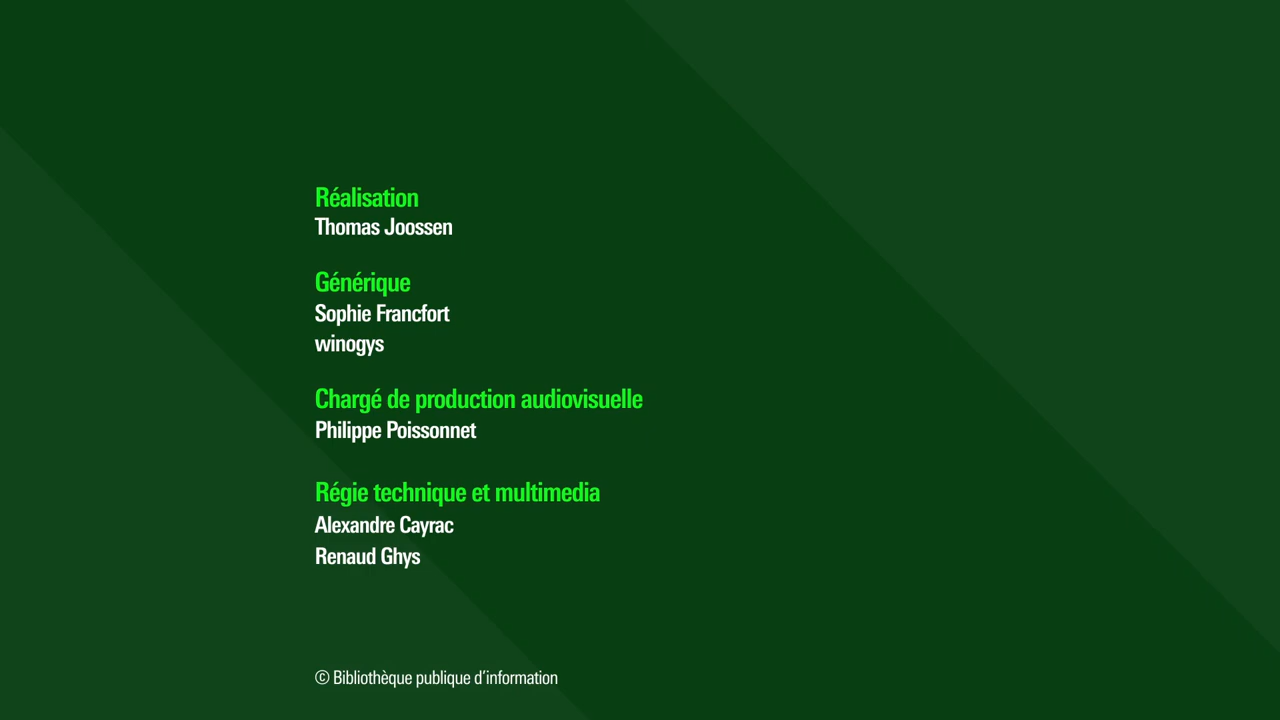 Réalisation
Thomas Joossen
Générique
Sophie Francfort
winogys
Chargé de production audiovisuelle
Philippe Poissonnet
Régie technique et multimedia
Alexandre Cayrac
Renaud Ghys
© Bibliothèque publique d’information